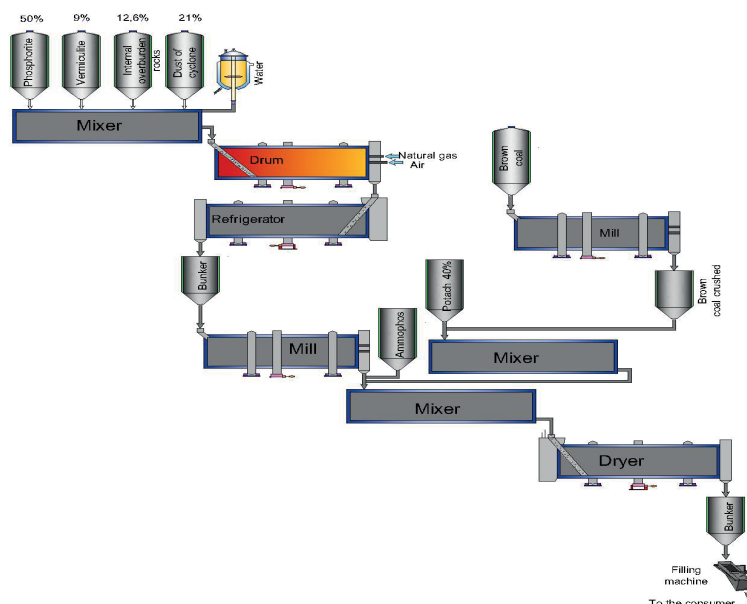 50%
9%
12,6%
21%
Phosphorite
Vermiculite
Internal
overburden
rocks
Dust of
cyclone
Water
Mixer
Drum
Natural gas
Air
Brown
coal
Refrigerator
Mill
Bunker
Potach 40%
Brown
coal crushed
Ammophos
Mill
Mixer
Mixer
Dryer
Bunker
Filling
machine
To the consumer